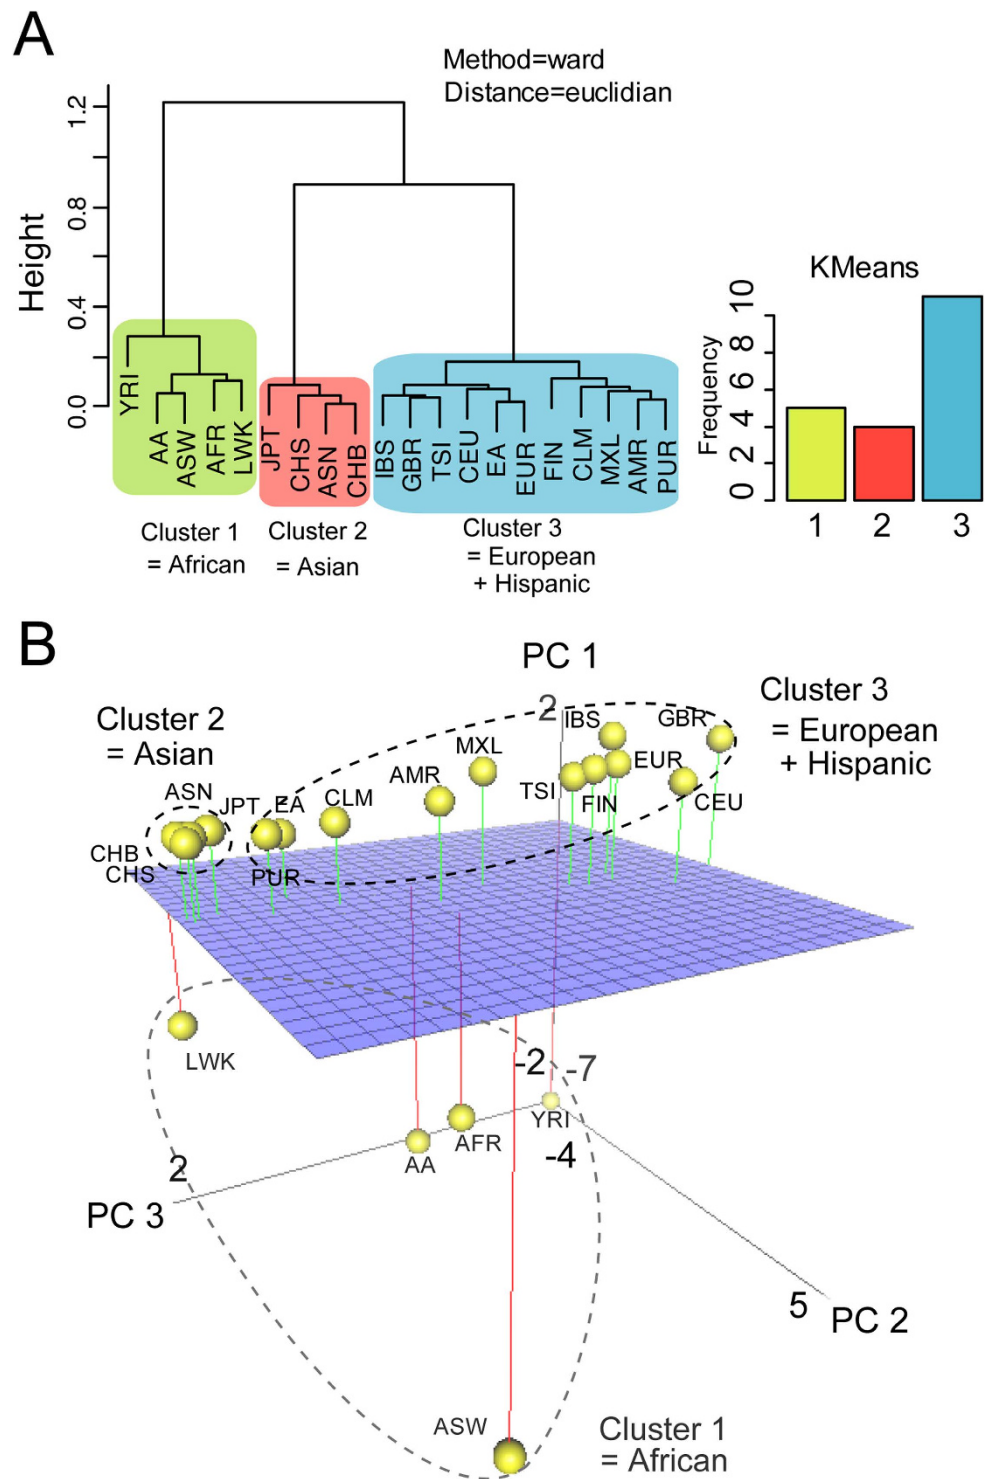 A
Method=ward
Distance=euclidian
Height
1.2
0.8
0.4
0.0
YRI
AA
ASW
AFR
LWK
JPT
CHS
ASN
CHB
IBS
GBR
TSI
CEU
EA
EUR
FIN
CLM
MXL
AMR
PUR
Cluster 1
= African
Cluster 2
= Asian
Cluster 3
= European
+ Hispanic
KMeans
Frequency
10
8
6
4
2
0
1
2
3
B
PC 1
2
Cluster 2
= Asian
Cluster 3
= European
+ Hispanic
IBS
GBR
MXL
AMR
EUR
TSI
FIN
CEU
ASN
JPT
EA
CLM
CHB
CHS
PUR
LWK
-2
-7
YRI
AFR
AA
-4
2
PC 3
5
PC 2
ASW
Cluster 1
= African